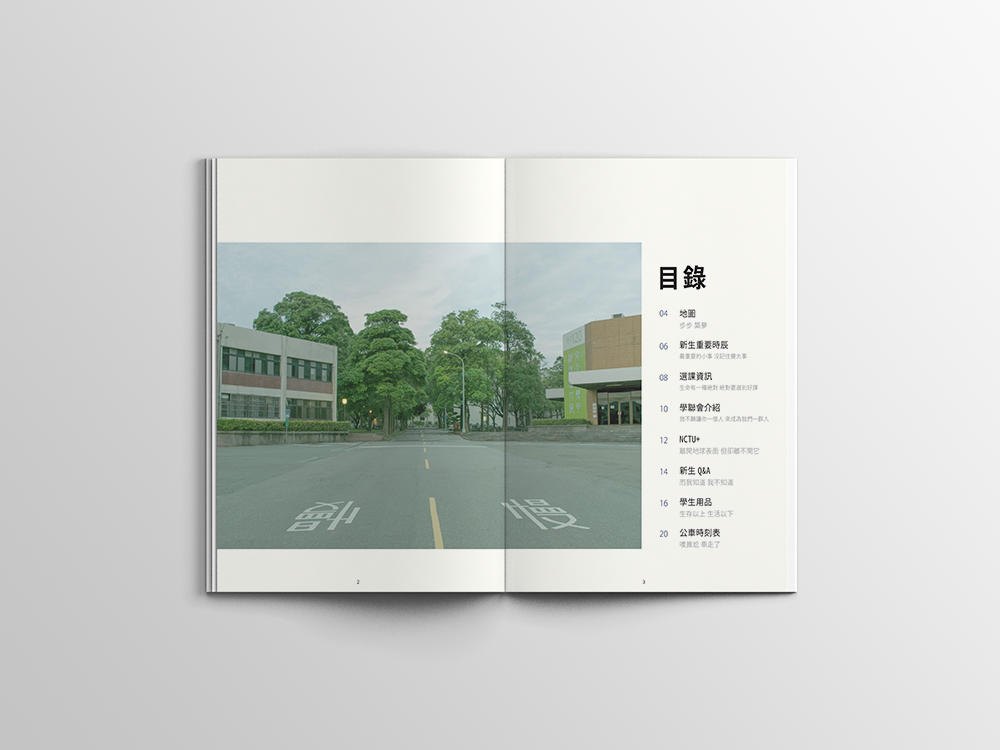 慢
慢
2
目錄
04 地圖
步步 築夢
06 新生重要時辰
最重要的小事 沒記住變大事
08 選課資訊
生命有一種絕對 絕對要選到好課
10 學聯會介紹
我不願讓你一個人 來成為我們一群人
12 NCTU+
離開地球表面 但卻離不開它
14 新生 Q&A
而我知道 我不知道
16 學生用品
生存以上 生活以下
20 公車時刻表
噗尷尬 車走了
3